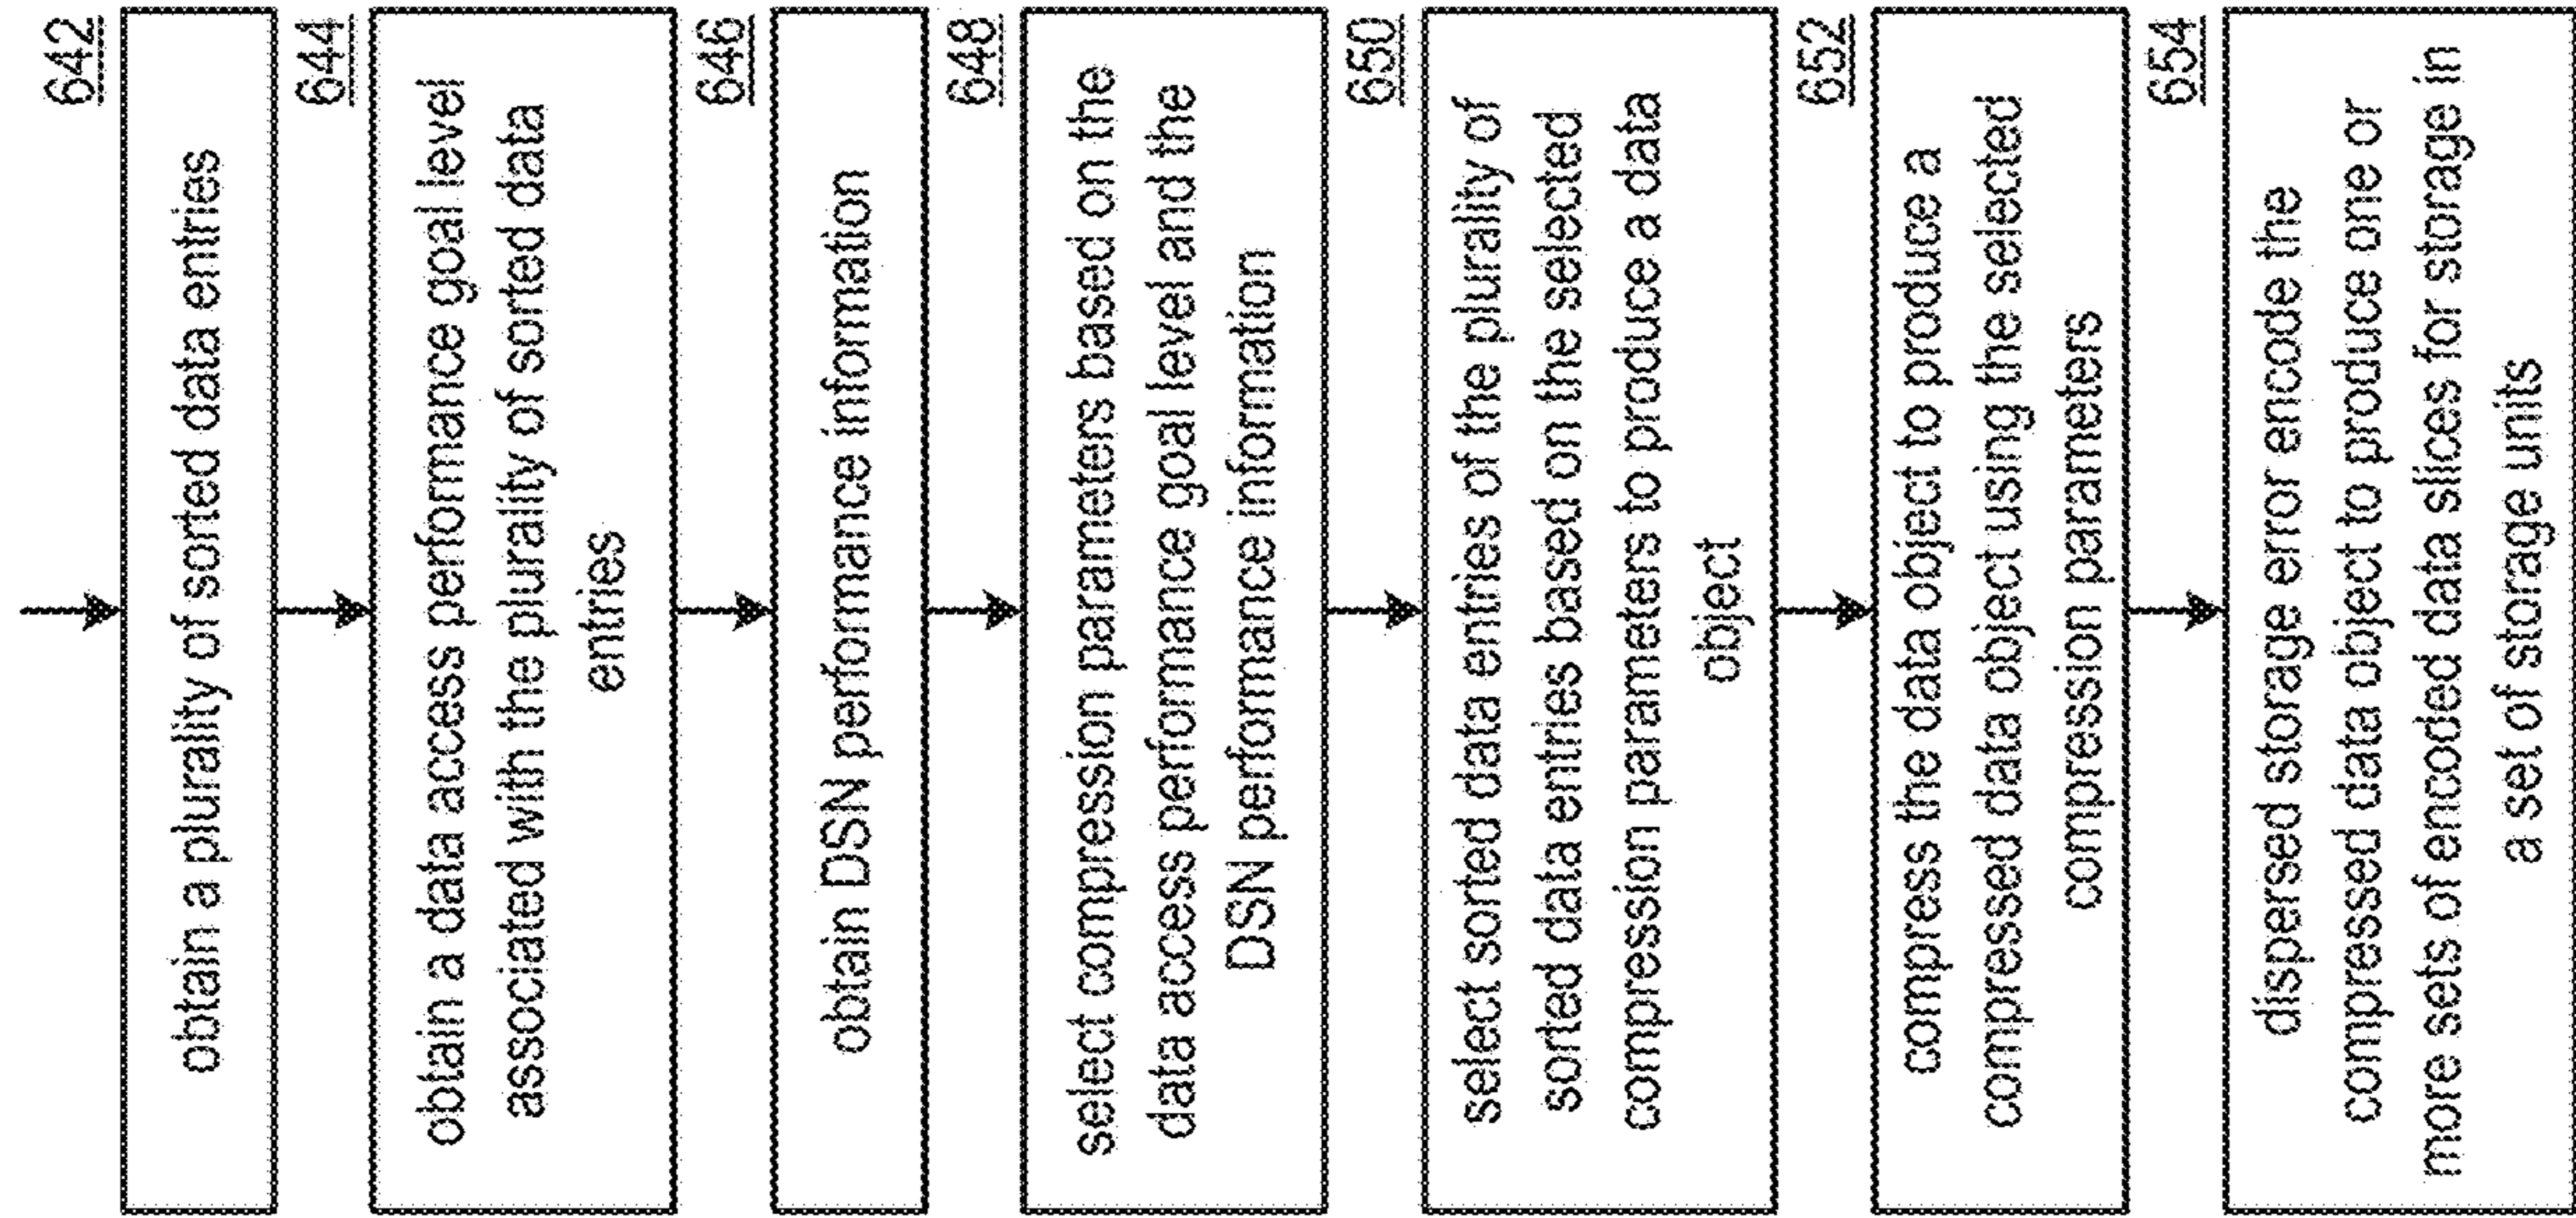 642
obtain a plurality of sorted data entries
644
obtain a data access performance goal level
associated with the plurality of sorted data
entries
646
obtain DSN performance information
648
select compression parameters based on the
data access performance goal level and the
DSN performance information
650
select sorted data entries of the plurality of
sorted data entries based on the selected
compression parameters to produce a data
object
652
compress the data object to produce a
compressed data object using the selected
compression parameters
654
dispersed storage error encode the
compressed data object to produce one or
more sets of encoded data slices for storage in
a set of storage units